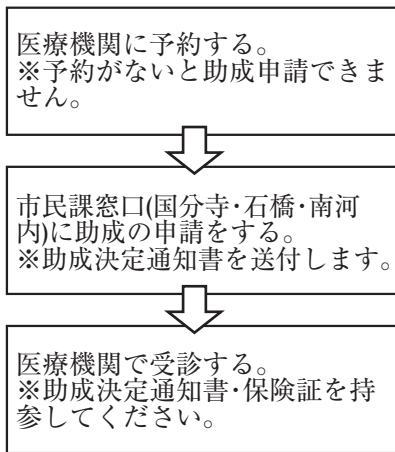 医療機関に予約する。
※予約がないと助成申請できま
せん。
市民課窓口(国分寺･石橋･南河
内)に助成の申請をする。
※助成決定通知書を送付します。
医療機関で受診する。
※助成決定通知書･保険証を持
参してください。